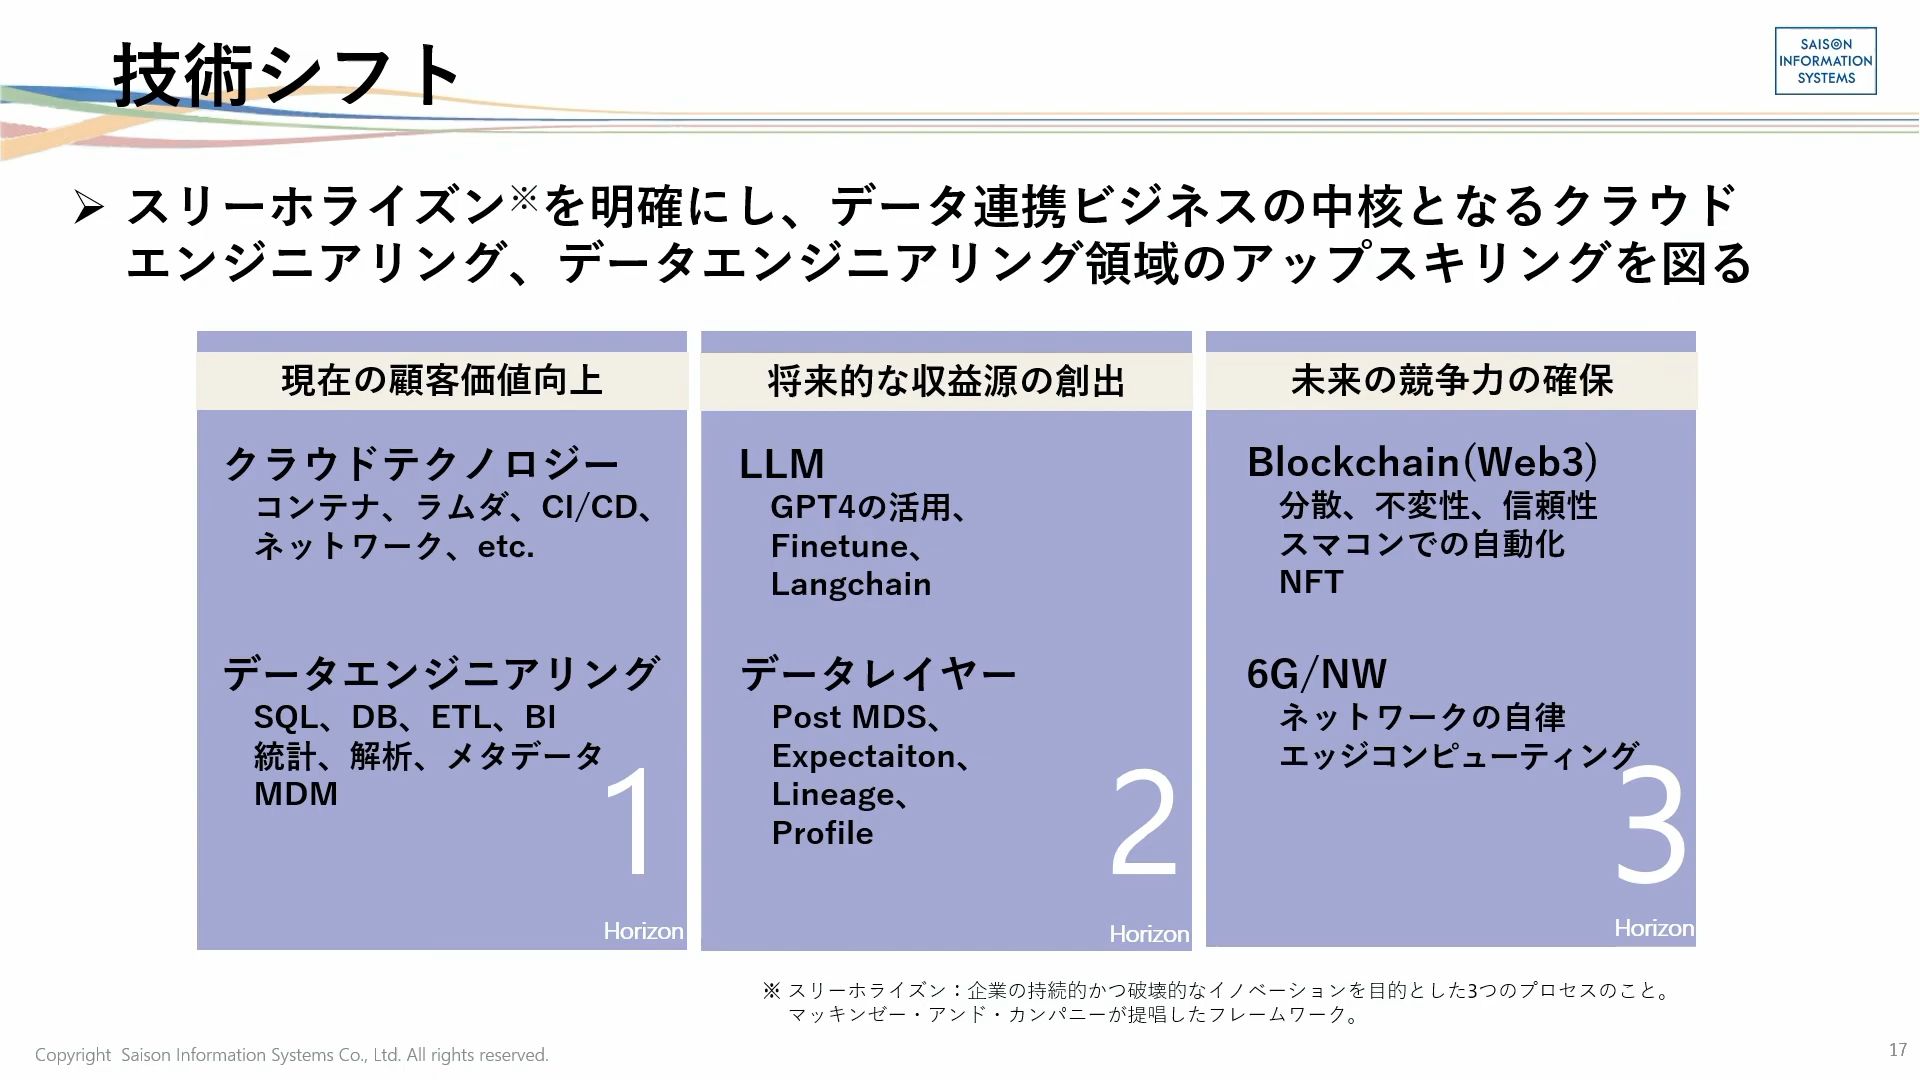 技術シフト
SAISON
INFORMATION
SYSTEMS
➢ スリーホライズン※を明確にし、データ連携ビジネスの中核となるクラウド
エンジニアリング、データエンジニアリング領域のアップスキリングを図る
現在の顧客価値向上
クラウドテクノロジー
コンテナ、ラムダ、CI/CD、
ネットワーク、etc.
データエンジニアリング
SQL、DB、ETL、BI
統計、解析、メタデータ
MDM
1
Horizon
将来的な収益源の創出
LLM
GPT4の活用、
Finetune、
Langchain
データレイヤー
Post MDS、
Expectaiton、
Lineage、
Profile
2
Horizon
未来の競争力の確保
Blockchain(Web3)
分散、不変性、信頼性
スマコンでの自動化
NFT
6G/NW
ネットワークの自律
エッジコンピューティング
3
Horizon
※ スリーホライズン：企業の持続的かつ破壊的なイノベーションを目的とした3つのプロセスのこと。
マッキンゼー・アンド・カンパニーが提唱したフレームワーク。
Copyright Saison Information Systems Co., Ltd. All rights reserved.
17